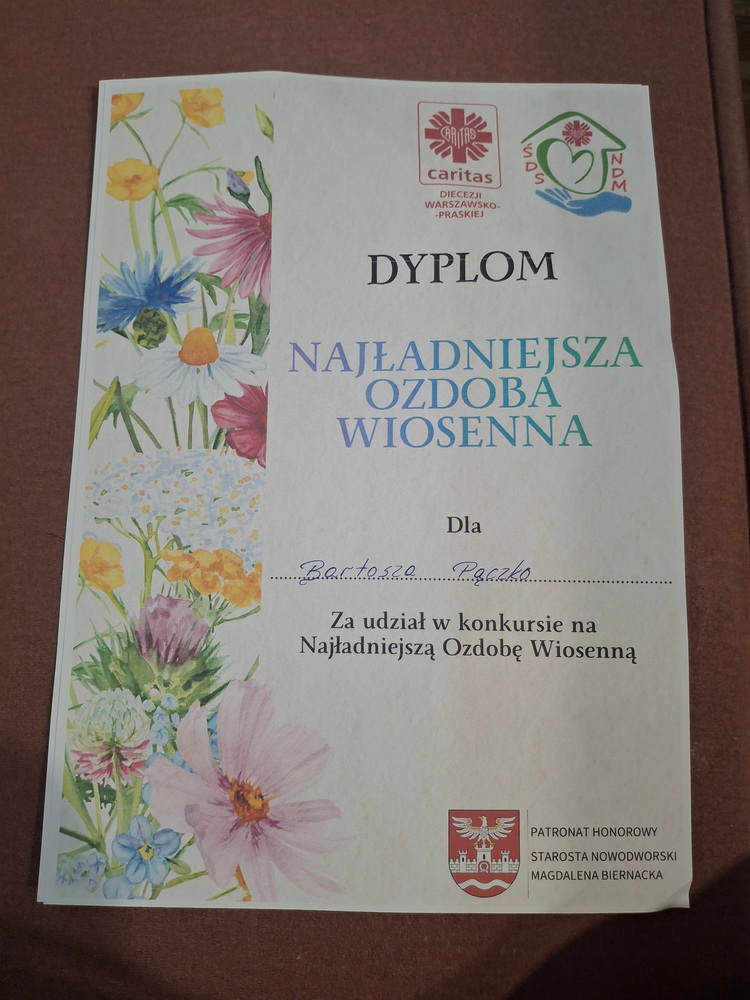 CARITAS
caritas
DIECEZJI
WARSZAWSKO-
-PRASKIEJ
ŚDS
NDM
DYPLOM
NAJŁADNIEJSZA
OZDOBA
WIOSENNA
Dla
Bartosza Pączko
Za udział w konkursie na
Najładniejszą Ozdobę Wiosenną
PATRONAT HONOROWY
STAROSTA NOWODWORSKI
MAGDALENA BIERNACKA